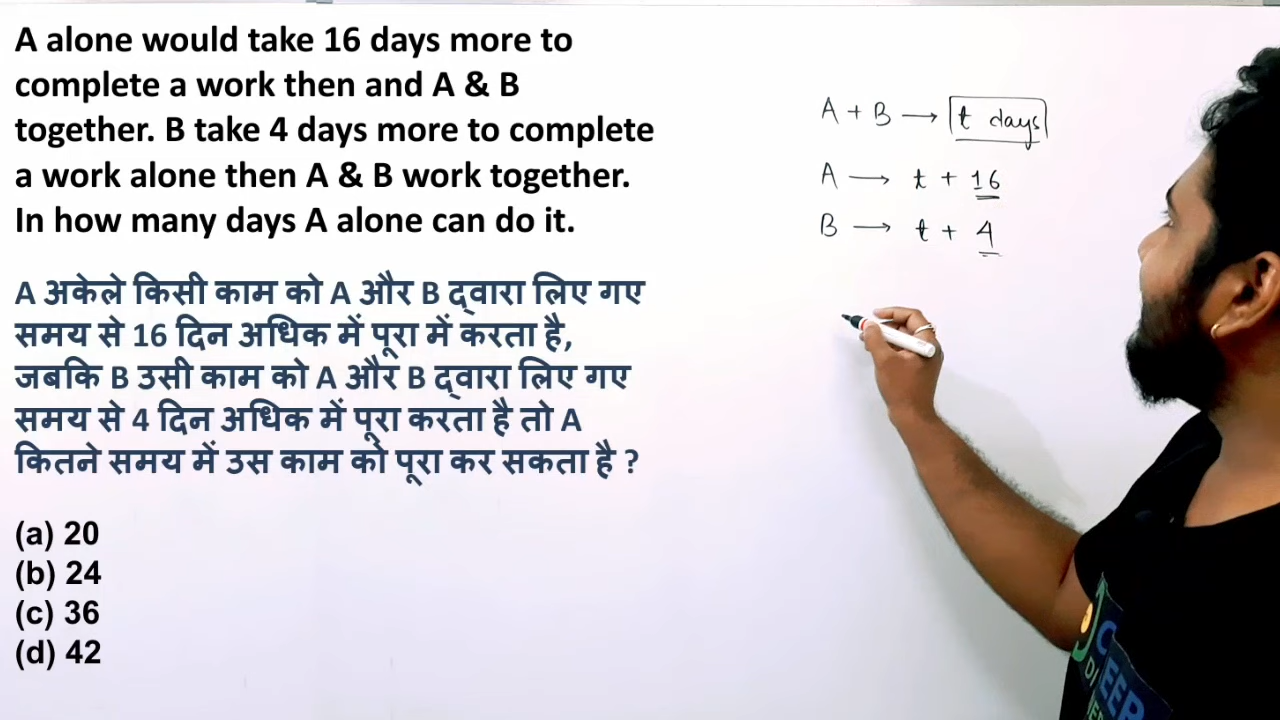 A alone would take 16 days more to
complete a work then and A & B
together. B take 4 days more to complete
a work alone then A & B work together.
In how many days A alone can do it.
A अकेले किसी काम को A और B द्वारा लिए गए
समय से 16 दिन अधिक में पूरा में करता है,
जबकि B उसी काम को A और B द्वारा लिए गए
समय से 4 दिन अधिक में पूरा करता है तो A
कितने समय में उस काम को पूरा कर सकता है ?
(a) 20
(b) 24
(c) 36
(d) 42
A + B → t days
A → t + 16
B → t + 4